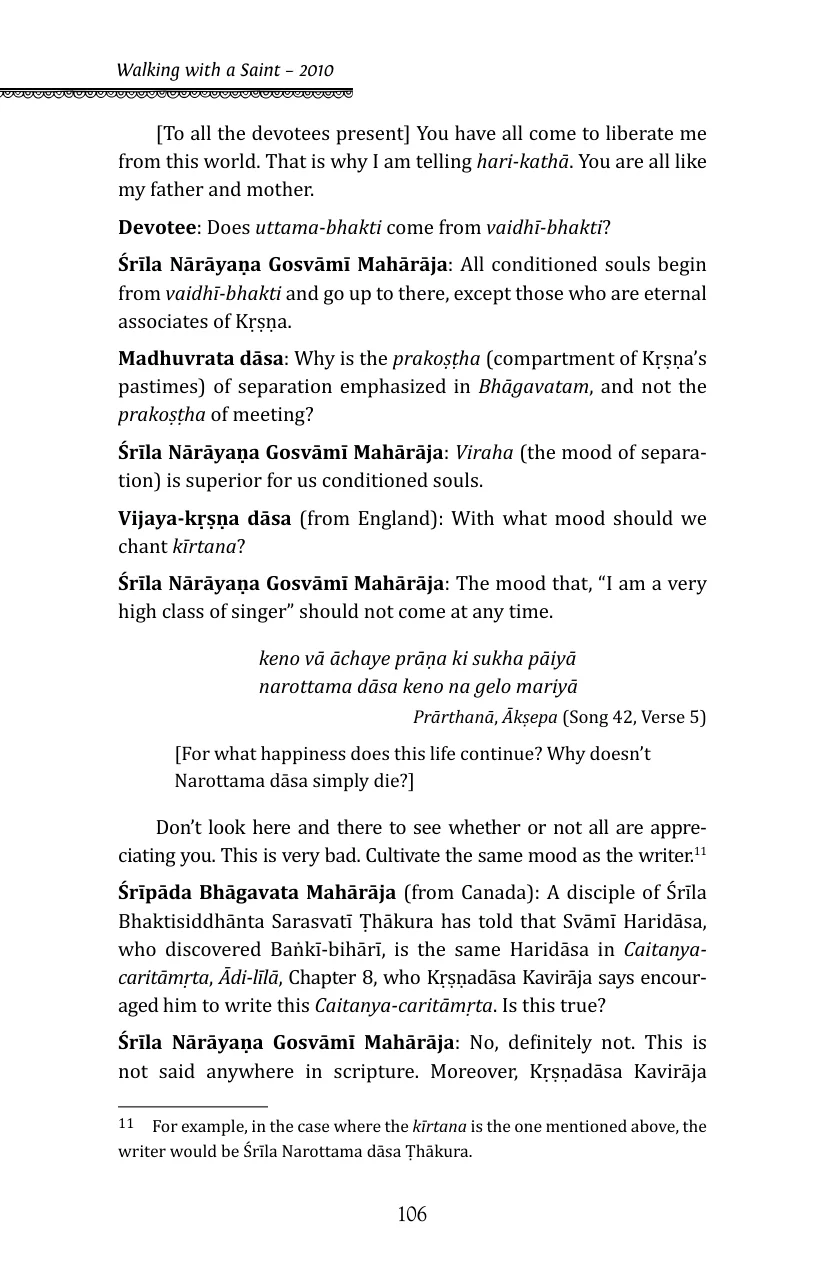 Walking with a Saint – 2010
[To all the devotees present] You have all come to liberate me
from this world. That is why I am telling hari-kathā. You are all like
my father and mother.
Devotee: Does uttama-bhakti come from vaidhī-bhakti?
Śrīla Nārāyaṇa Gosvāmī Mahārāja: All conditioned souls begin
from vaidhī-bhakti and go up to there, except those who are eternal
associates of Kṛṣṇa.
Madhuvrata dāsa: Why is the prakoṣṭha (compartment of Kṛṣṇa’s
pastimes) of separation emphasized in Bhāgavatam, and not the
prakoṣṭha of meeting?
Śrīla Nārāyaṇa Gosvāmī Mahārāja: Viraha (the mood of separa-
tion) is superior for us conditioned souls.
Vijaya-kṛṣṇa dāsa (from England): With what mood should we
chant kīrtana?
Śrīla Nārāyaṇa Gosvāmī Mahārāja: The mood that, “I am a very
high class of singer” should not come at any time.
keno vā āchaye prāṇa ki sukha pāiyā
narottama dāsa keno na gelo mariyā
Prārthanā, Ākṣepa (Song 42, Verse 5)
[For what happiness does this life continue? Why doesn’t
Narottama dāsa simply die?]
Don’t look here and there to see whether or not all are appre-
ciating you. This is very bad. Cultivate the same mood as the writer.11
Śrīpāda Bhāgavata Mahārāja (from Canada): A disciple of Śrīla
Bhaktisiddhānta Sarasvatī Ṭhākura has told that Svāmī Haridāsa,
who discovered Baṅkī-bihārī, is the same Haridāsa in Caitanya-
caritāmṛta, Ādi-līlā, Chapter 8, who Kṛṣṇadāsa Kavirāja says encour-
aged him to write this Caitanya-caritāmṛta. Is this true?
Śrīla Nārāyaṇa Gosvāmī Mahārāja: No, definitely not. This is
not said anywhere in scripture. Moreover, Kṛṣṇadāsa Kavirāja
11 For example, in the case where the kīrtana is the one mentioned above, the
writer would be Śrīla Narottama dāsa Ṭhākura.
106